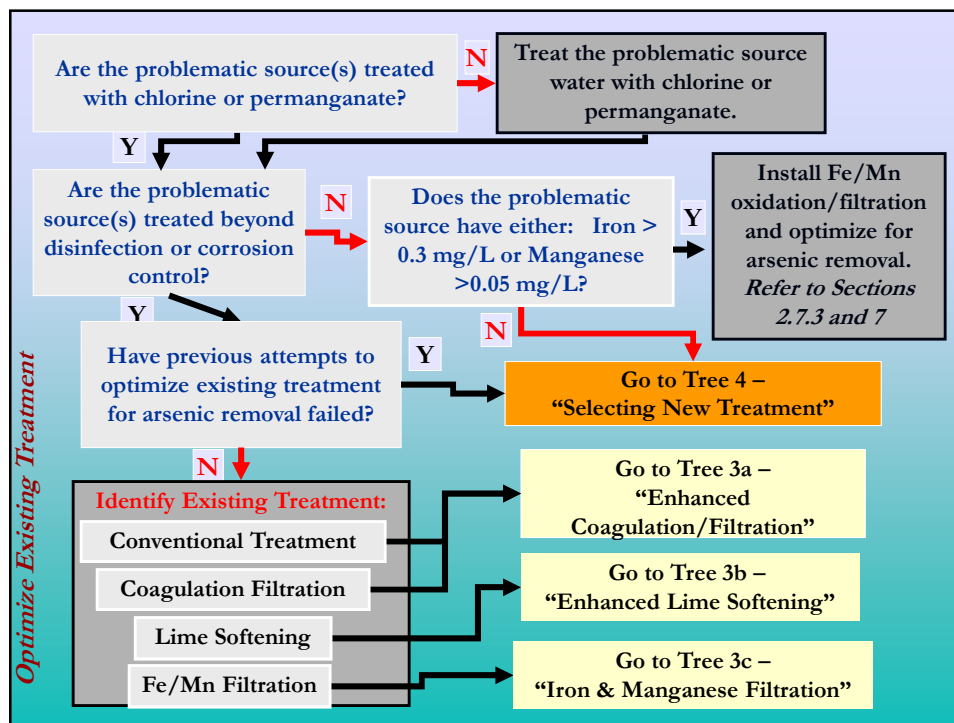 Are the problematic source(s) treated
with chlorine or permanganate?
N
Treat the problematic source
water with chlorine or
permanganate.
Y
Are the problematic
source(s) treated beyond
disinfection or corrosion
control?
N
Does the problematic
source have either: Iron >
0.3 mg/L or Manganese
>0.05 mg/L?
Y
Install Fe/Mn
oxidation/filtration
and optimize for
arsenic removal.
Refer to Sections
2.7.3 and 7
Y
N
Have previous attempts to
optimize existing treatment
for arsenic removal failed?
Y
Go to Tree 4 –
“Selecting New Treatment”
N
Identify Existing Treatment:
Conventional Treatment
Coagulation Filtration
Lime Softening
Fe/Mn Filtration
Go to Tree 3a –
“Enhanced
Coagulation/Filtration”
Go to Tree 3b –
“Enhanced Lime Softening”
Go to Tree 3c –
“Iron & Manganese Filtration”
Optimize Existing Treatment